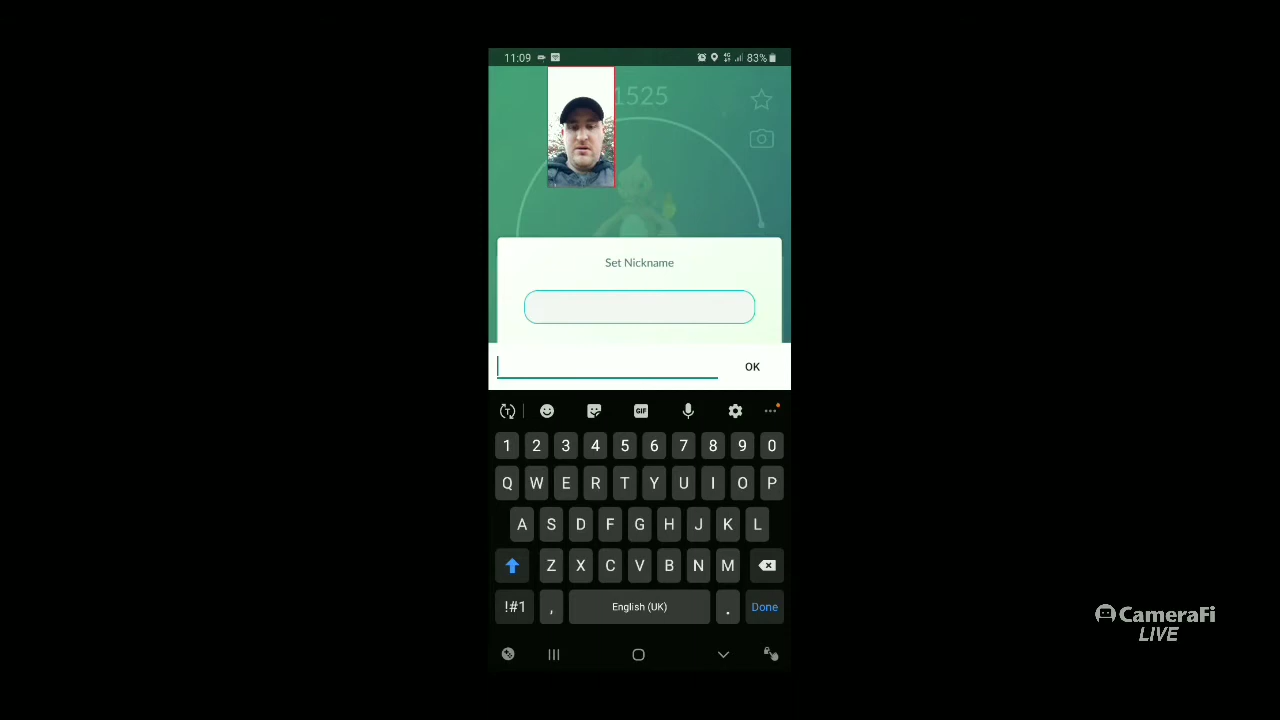 11:09 83%
1525
Set Nickname
OK
GIF
1 2 3 4 5 6 7 8 9 0
Q W E R T Y U I O P
A S D F G H J K L
Z X C V B N M
!#1 , English (UK) . Done
CameraFi
LIVE